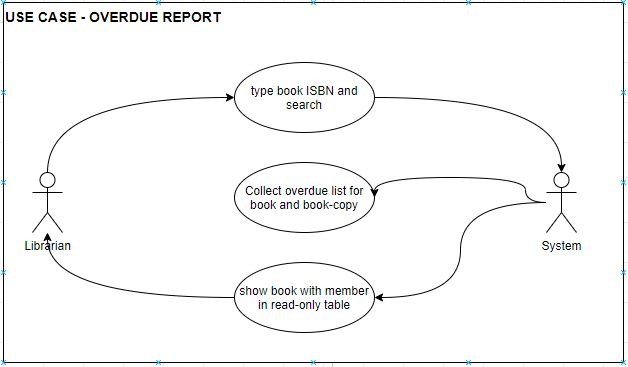 USE CASE - OVERDUE REPORT
type book ISBN and
search
Collect overdue list for
book and book-copy
Librarian
System
show book with member
in read-only table